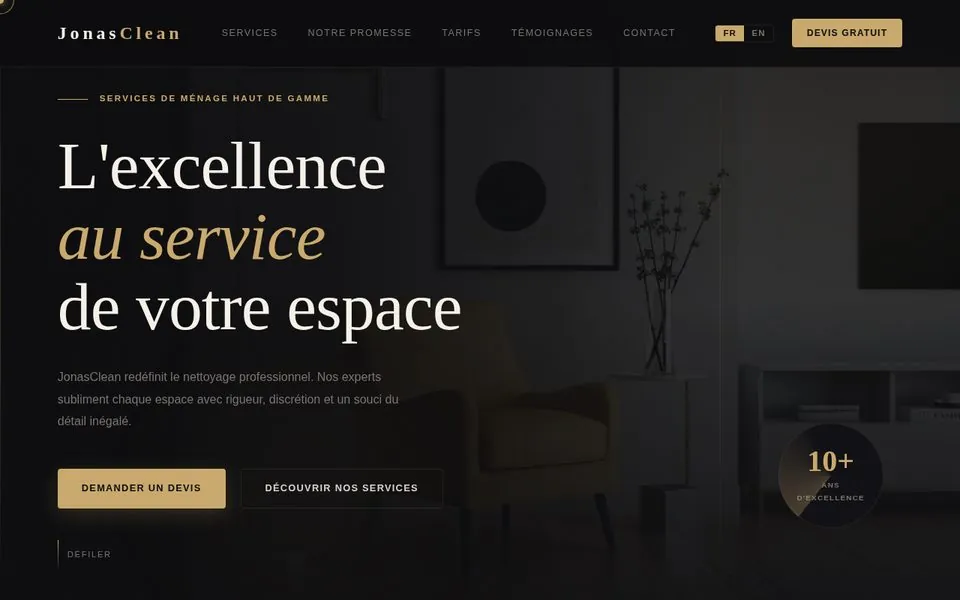 JonasClean
SERVICES
NOTRE PROMESSE
TARIFS
TÉMOIGNAGES
CONTACT
FR
EN
DEVIS GRATUIT
SERVICES DE MÉNAGE HAUT DE GAMME
L'excellence
au service
de votre espace
JonasClean redéfinit le nettoyage professionnel. Nos experts
subliment chaque espace avec rigueur, discrétion et un souci du
détail inégalé.
DEMANDER UN DEVIS
DÉCOUVRIR NOS SERVICES
10+
ANS
D'EXCELLENCE
DÉFILER